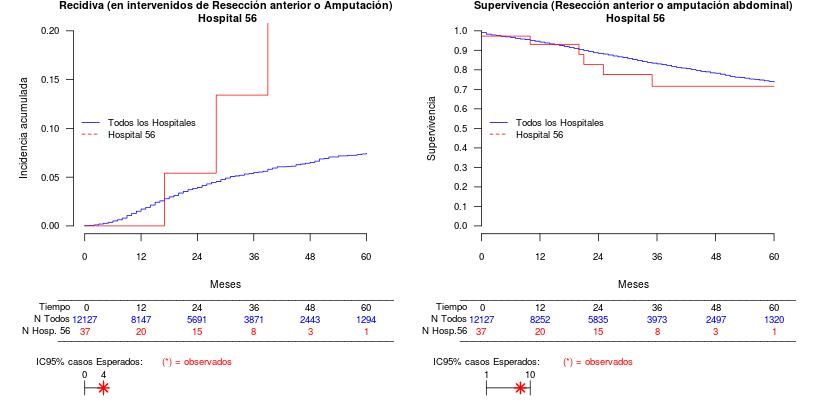 Recidiva (en intervenidos de Resección anterior o Amputación)
Hospital 56
Incidencia acumulada
0.20
0.15
0.10
0.05
0.00
Todos los Hospitales
Hospital 56
0 12 24 36 48 60
Meses
Tiempo 0 12 24 36 48 60
N Todos 12127 8147 5691 3871 2443 1294
N Hosp. 56 37 20 15 8 3 1
IC95% casos Esperados: (*) = observados
0 4
Supervivencia (Resección anterior o amputación abdominal)
Hospital 56
Supervivencia
1.0
0.9
0.8
0.7
0.6
0.5
0.4
0.3
0.2
0.1
0.0
Todos los Hospitales
Hospital 56
0 12 24 36 48 60
Meses
Tiempo 0 12 24 36 48 60
N Todos 12127 8252 5835 3973 2497 1320
N Hosp.56 37 20 15 8 3 1
IC95% casos Esperados: (*) = observados
1 10